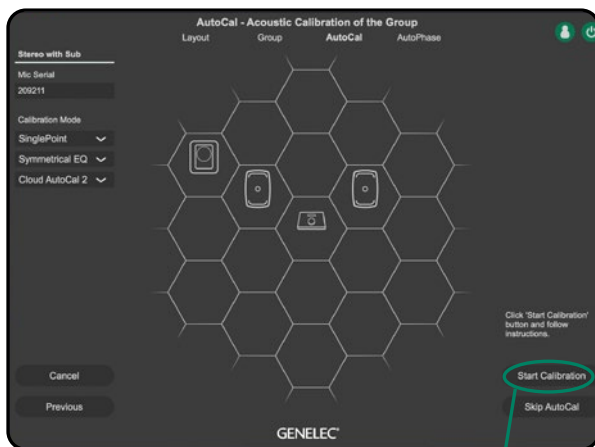 AutoCal - Acoustic Calibration of the Group
Layout Group AutoCal AutoPhase
Stereo with Sub
Mic Serial
209211
Calibration Mode
SinglePoint
Symmetrical EQ
Cloud AutoCal 2
Click 'Start Calibration'
button and follow
instructions.
Cancel
Start Calibration
Previous
Skip AutoCal
GENELEC®